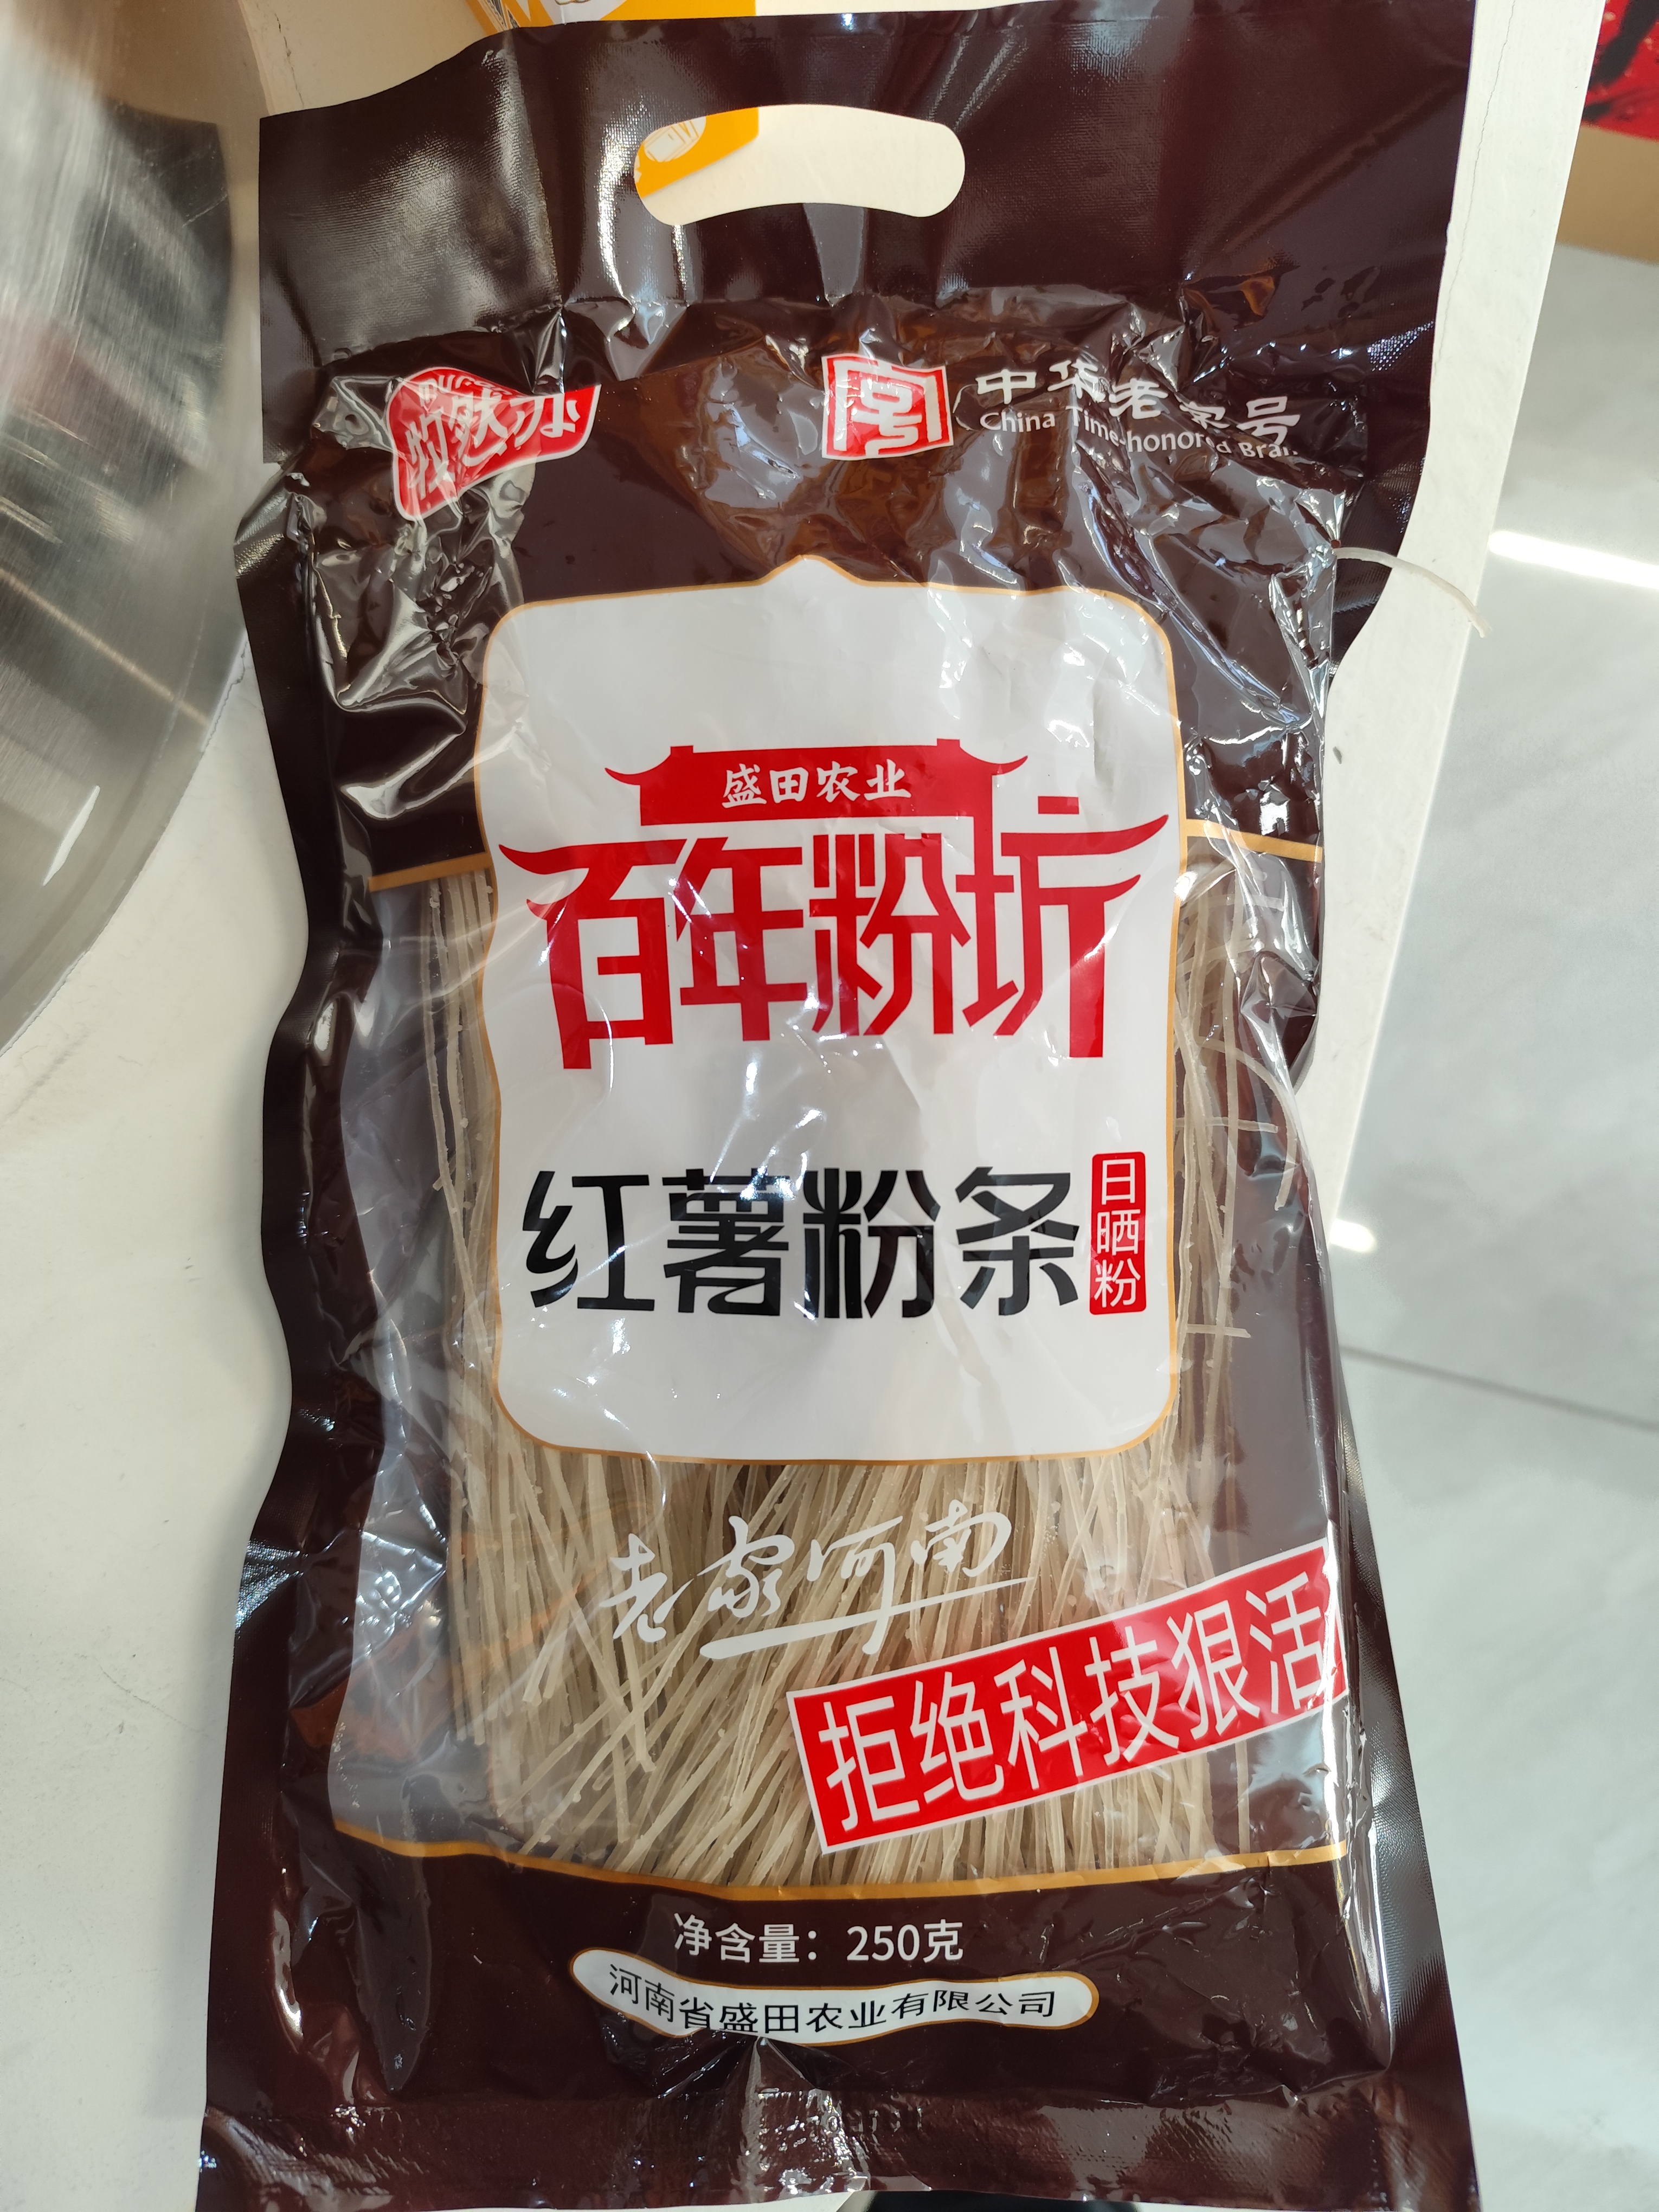 中华老字号
China Time-honored Bran
盛田农业
百年粉坊
红薯粉条
日晒粉
老家河南
拒绝科技狠活
净含量：250克
河南省盛田农业有限公司